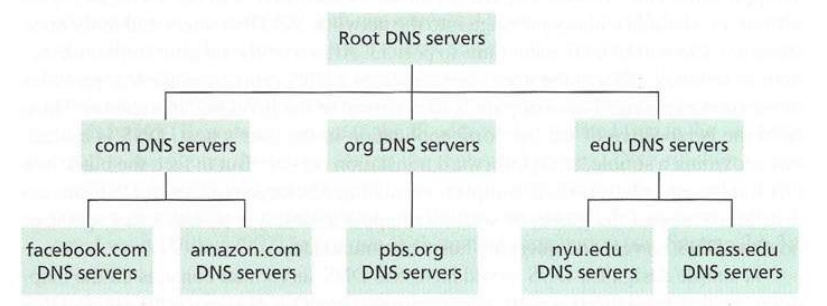 Root DNS servers
com DNS servers
org DNS servers
edu DNS servers
facebook.com
DNS servers
amazon.com
DNS servers
pbs.org
DNS servers
nyu.edu
DNS servers
umass.edu
DNS servers